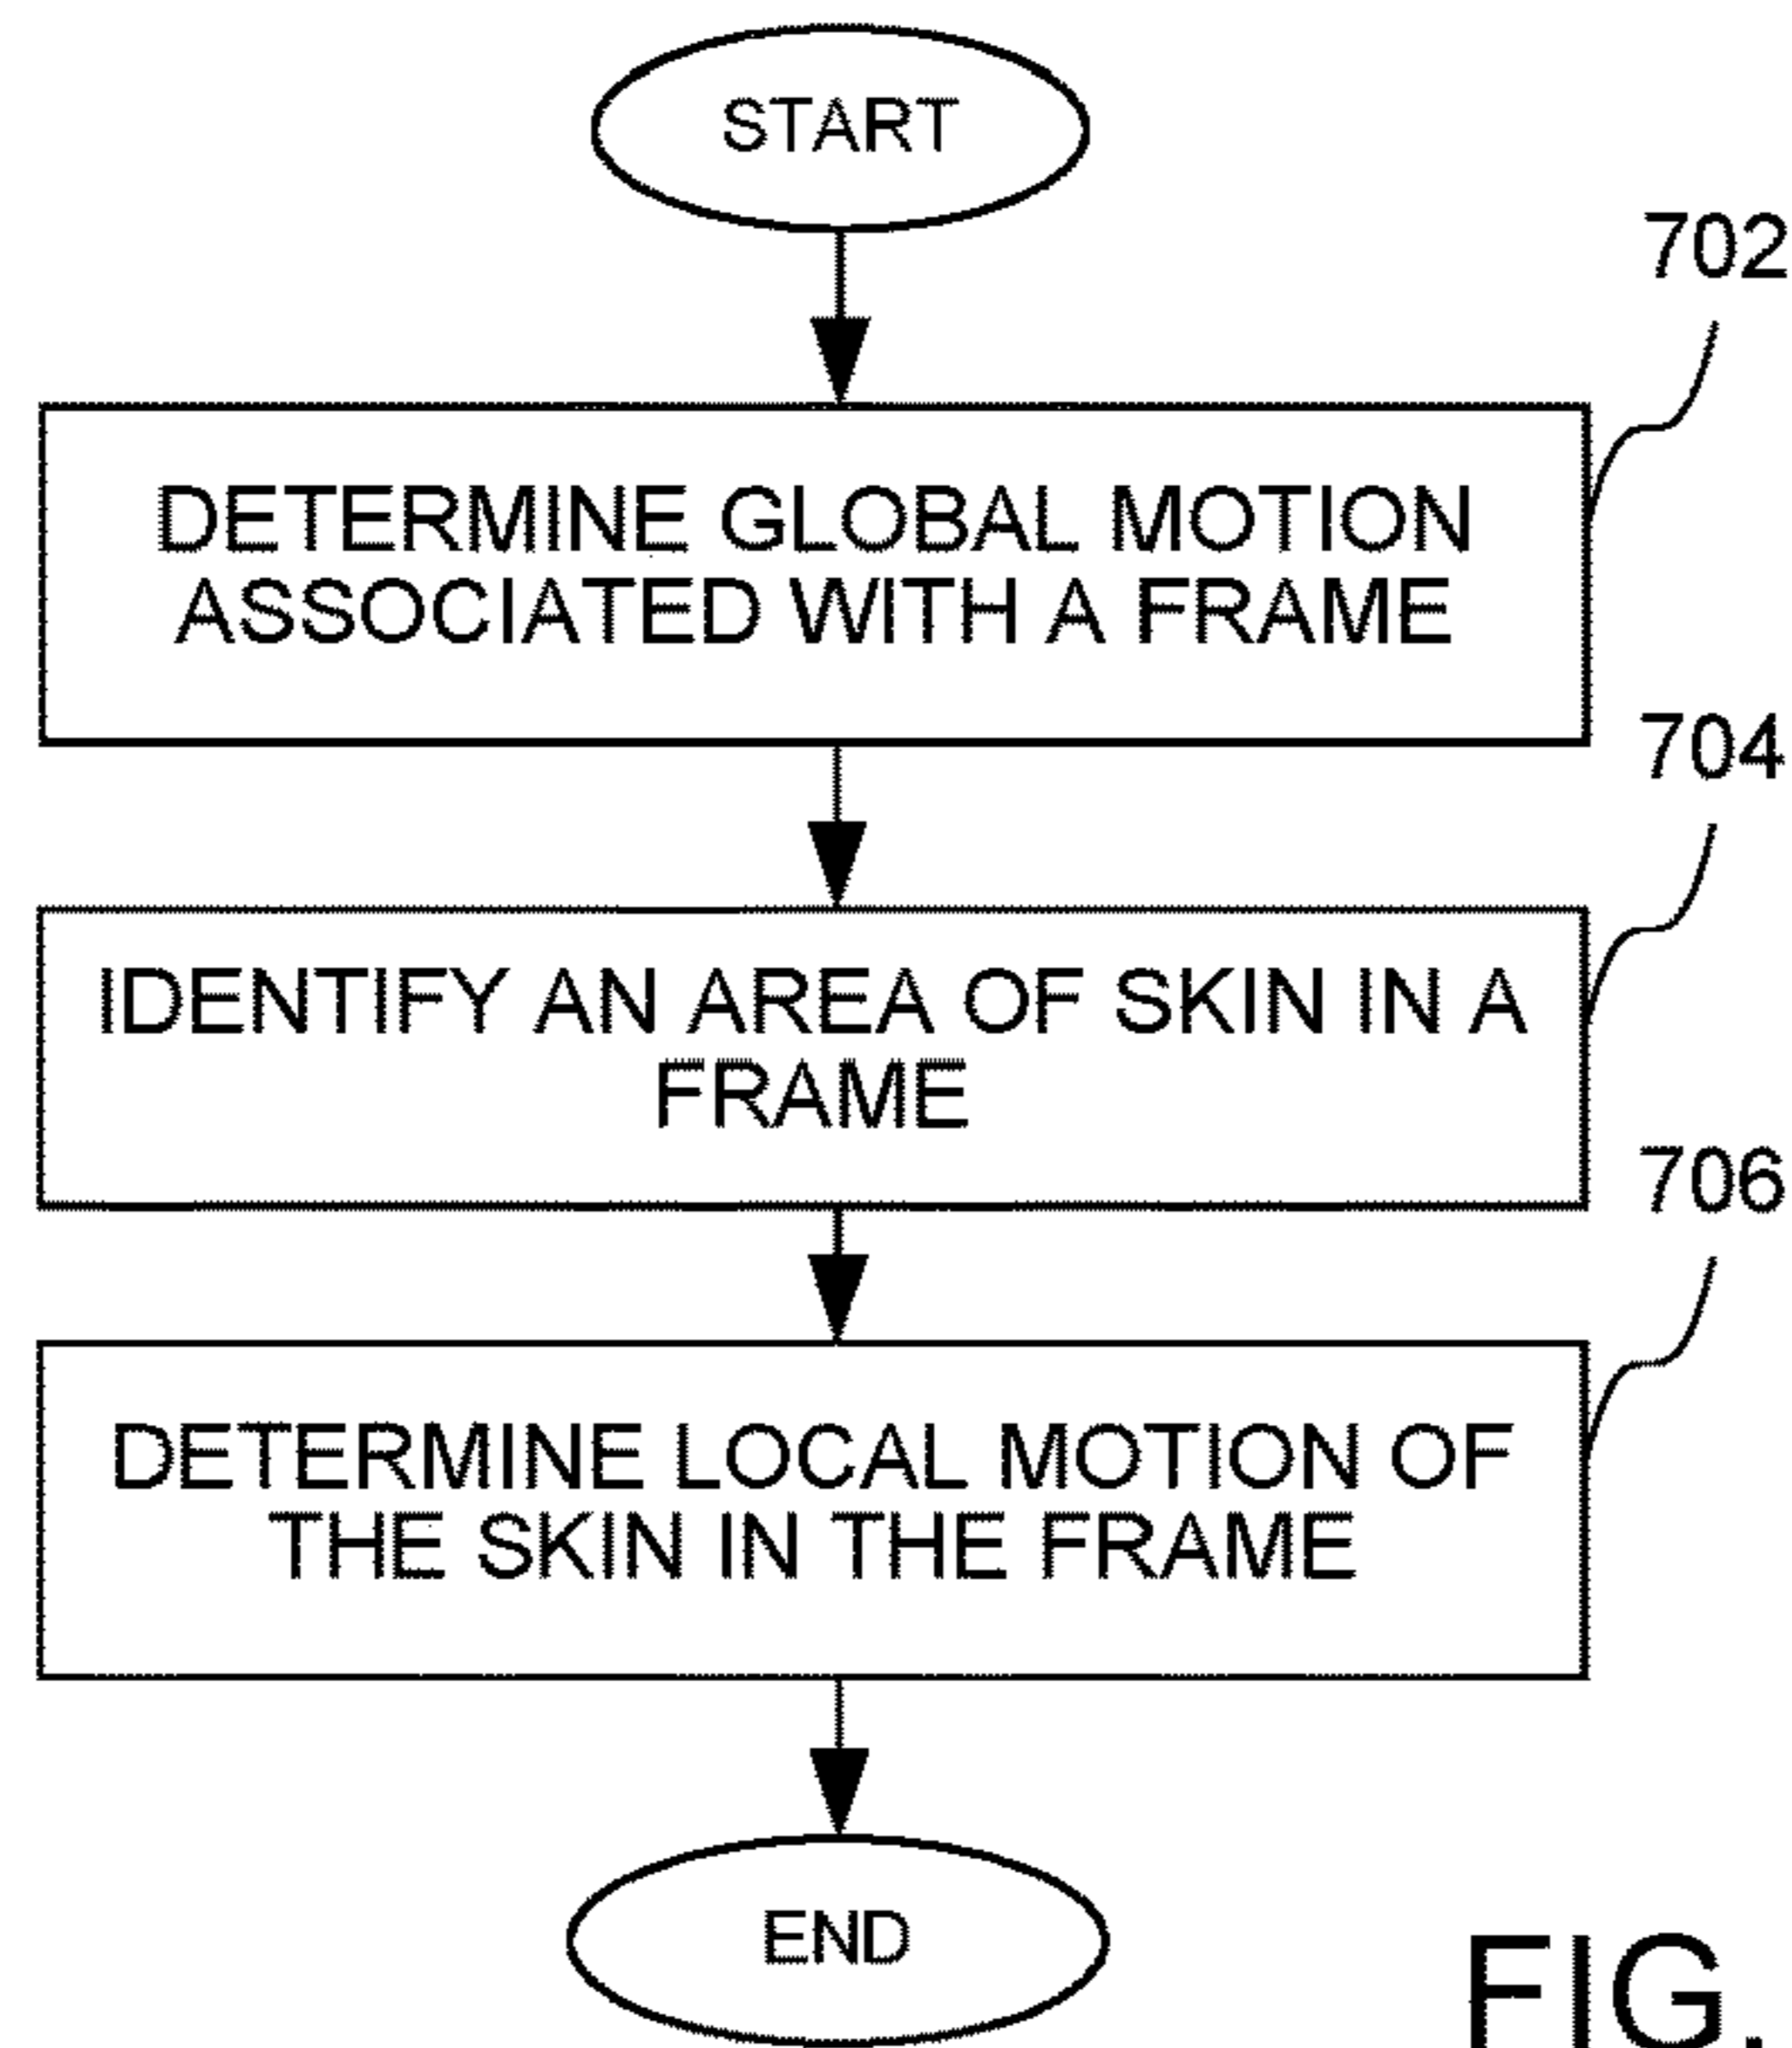 START
702
DETERMINE GLOBAL MOTION
ASSOCIATED WITH A FRAME
704
IDENTIFY AN AREA OF SKIN IN A
FRAME
706
DETERMINE LOCAL MOTION OF
THE SKIN IN THE FRAME
END
FIG.